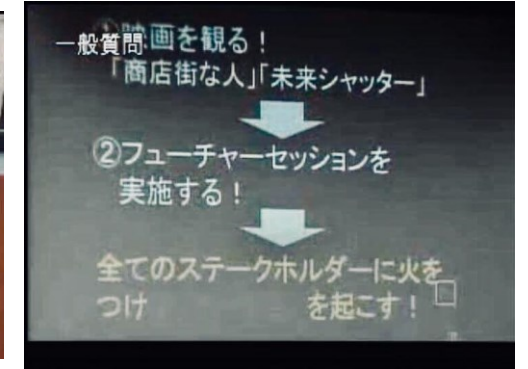 一般質問
①映画を観る！
「商店街な人」「未来シャッター」
②フューチャーセッションを
実施する！
全てのステークホルダーに火を
つけ を起こす！